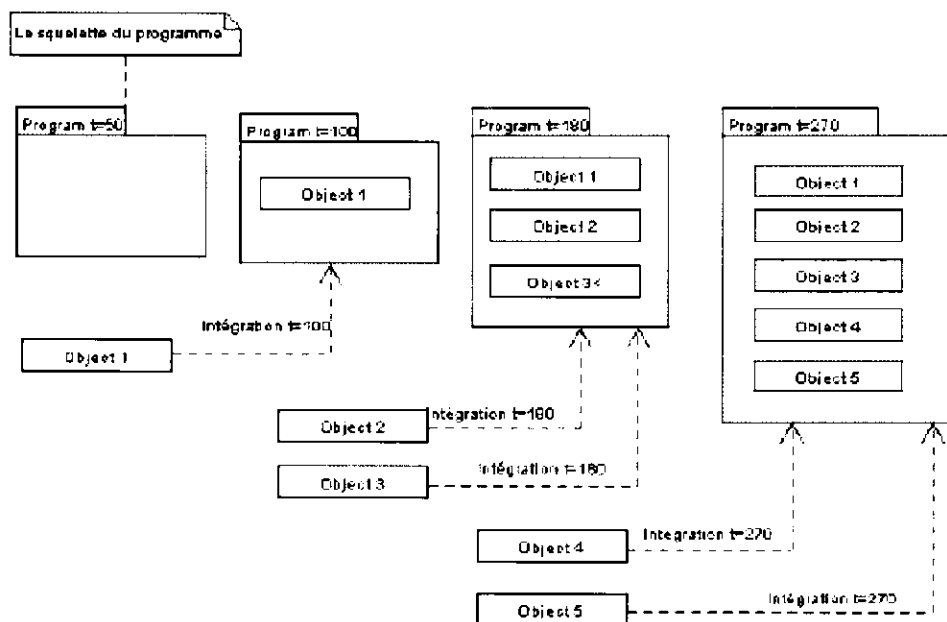 Le squelette du programme
Program t=50
Program t=100
Program t=180
Program t=270
Object 1
Object 1
Object 2
Object 3<
Object 1
Object 2
Object 3
Object 4
Object 5
Intégration t=100
Object 1
Intégration t=180
Object 2
Intégration t=180
Object 3
Integration t=270
Object 4
Intégration t=270
Object 5